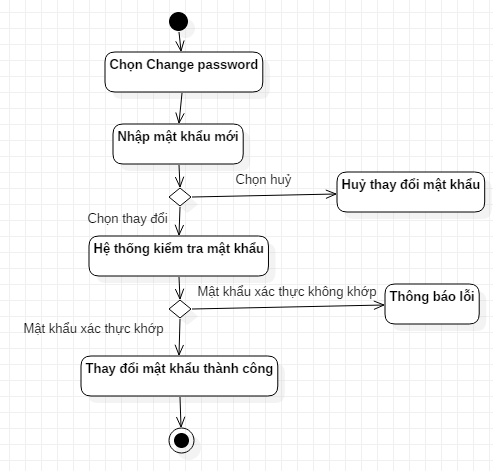 Chọn Change password
Nhập mật khẩu mới
Chọn huỷ
Huỷ thay đổi mật khẩu
Chọn thay đổi
Hệ thống kiểm tra mật khẩu
Mật khẩu xác thực không khớp
Thông báo lỗi
Mật khẩu xác thực khớp
Thay đổi mật khẩu thành công